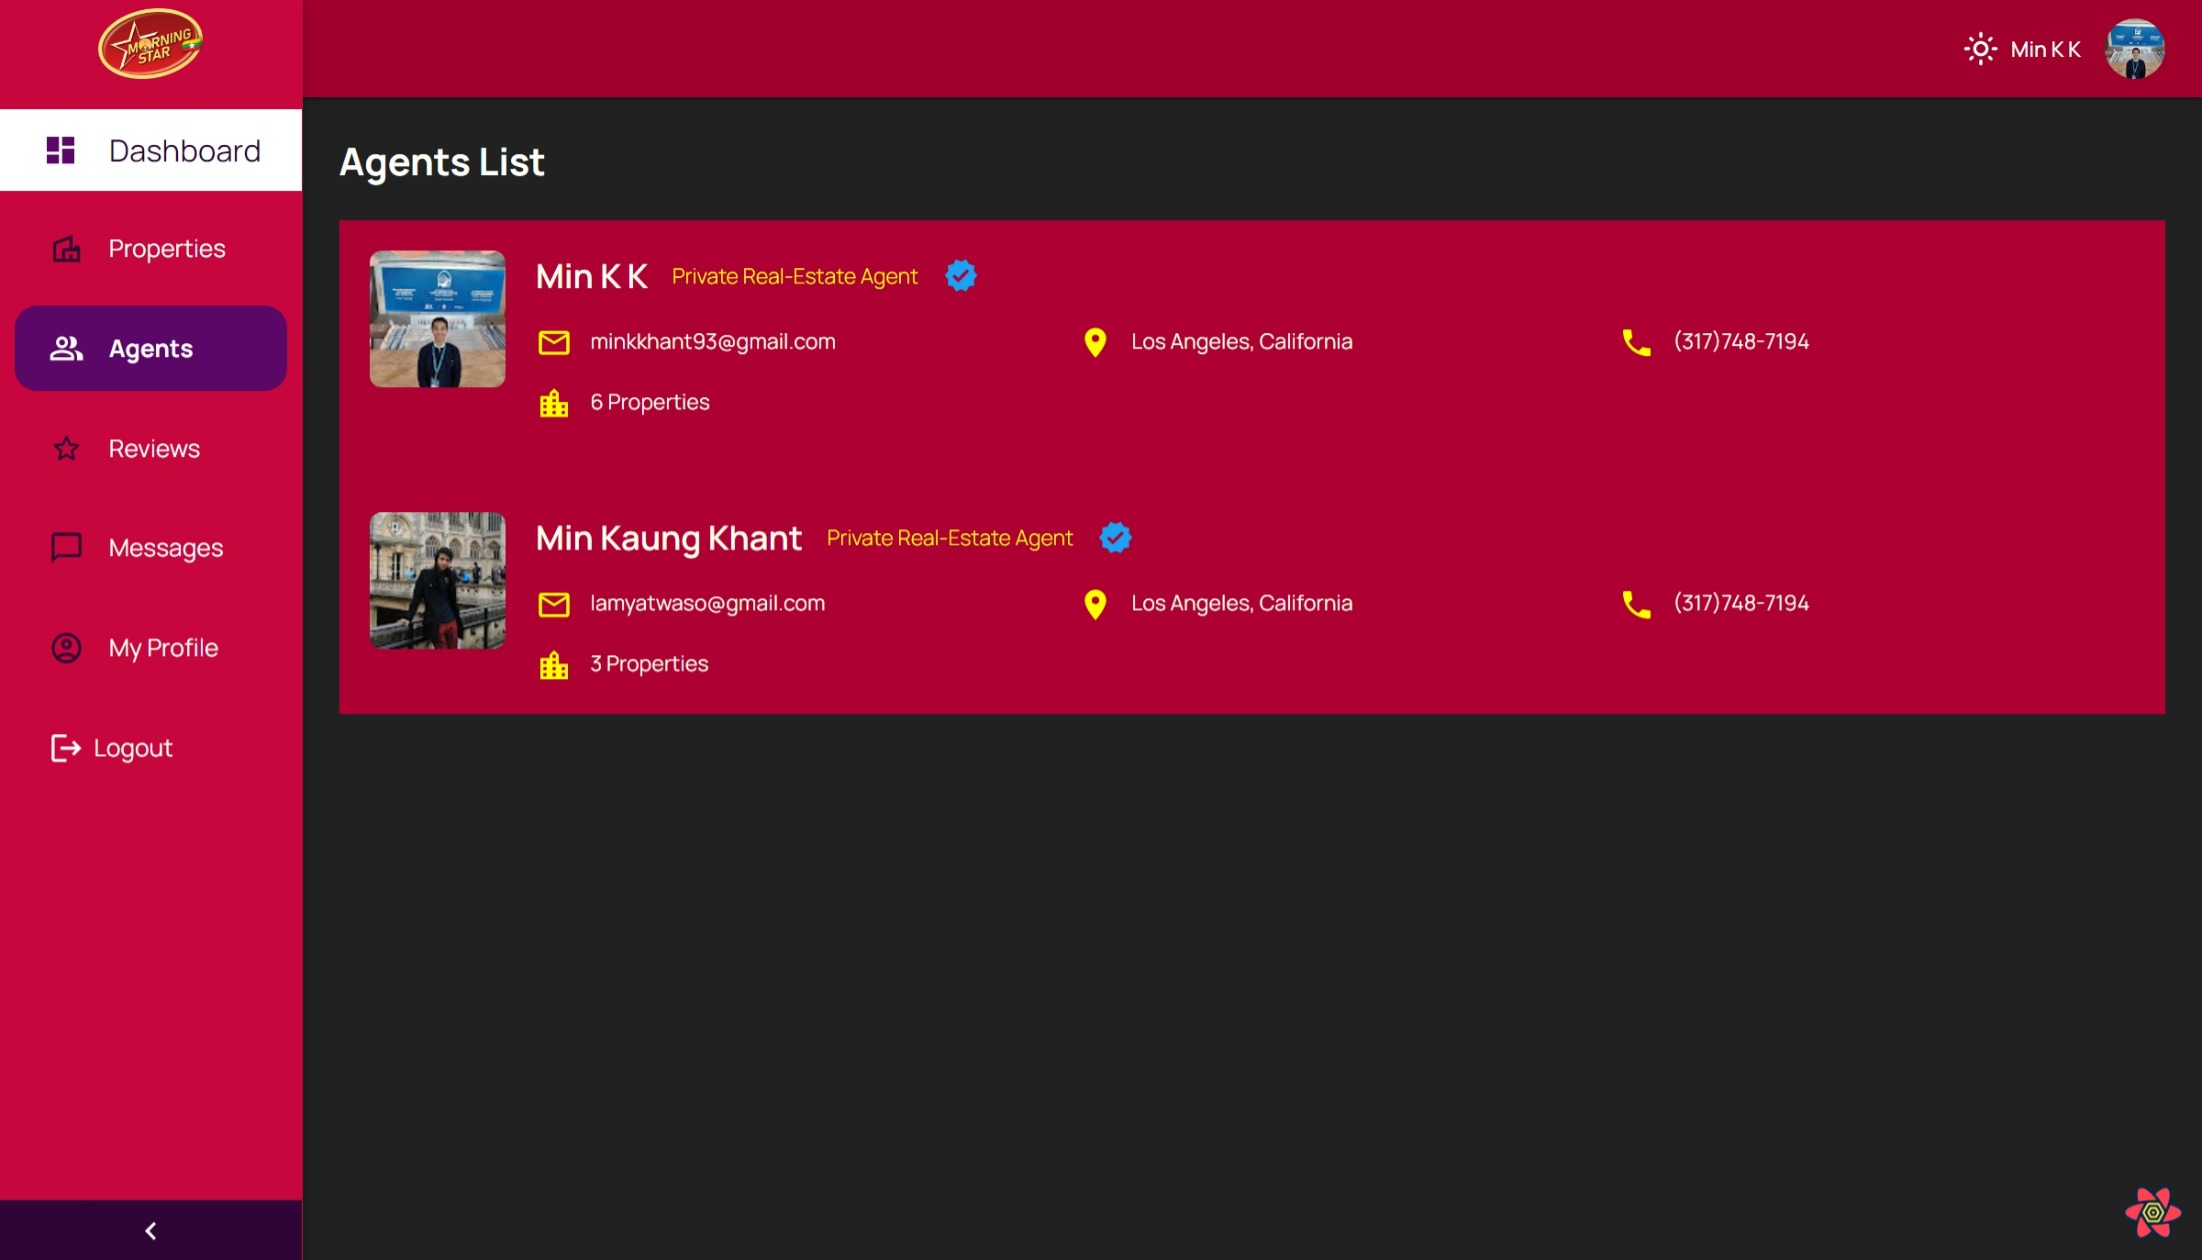 MORNING
STAR
Min K K
Dashboard
Properties
Agents
Reviews
Messages
My Profile
Logout
Agents List
Min K K Private Real-Estate Agent
minkkhant93@gmail.com Los Angeles, California (317)748-7194
6 Properties
Min Kaung Khant Private Real-Estate Agent
lamyatwaso@gmail.com Los Angeles, California (317)748-7194
3 Properties